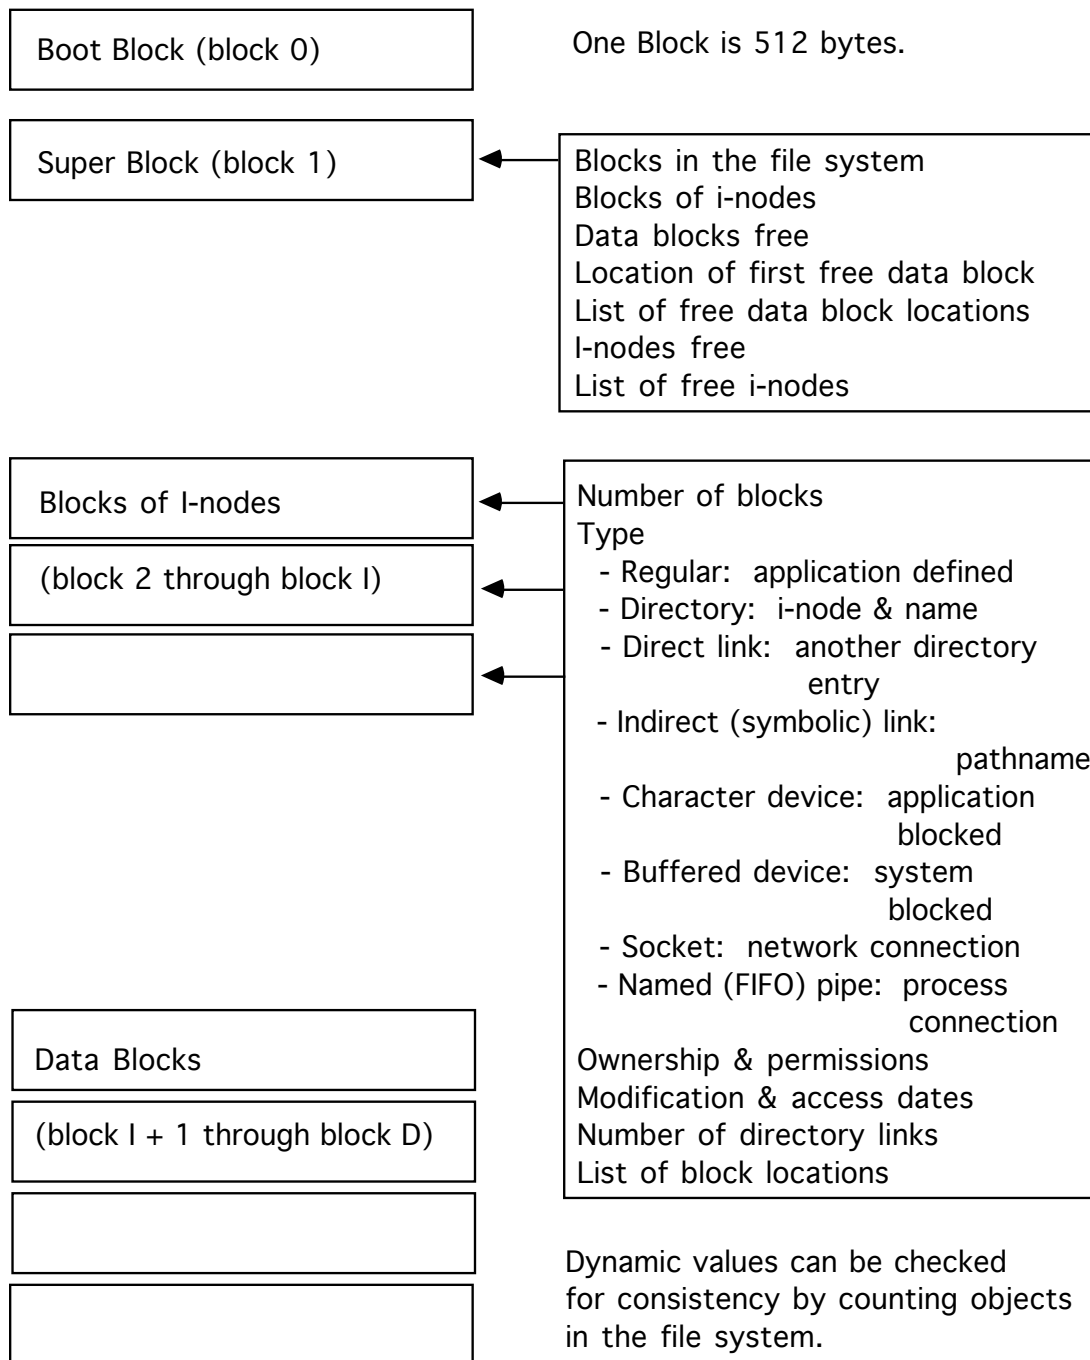 Boot Block (block 0)
One Block is 512 bytes.
Super Block (block 1)
Blocks in the file system
Blocks of i-nodes
Data blocks free
Location of first free data block
List of free data block locations
I-nodes free
List of free i-nodes
Blocks of I-nodes
(block 2 through block I)
Number of blocks
Type
- Regular: application defined
- Directory: i-node & name
- Direct link: another directory
entry
- Indirect (symbolic) link:
pathname
- Character device: application
blocked
- Buffered device: system
blocked
- Socket: network connection
- Named (FIFO) pipe: process
connection
Ownership & permissions
Modification & access dates
Number of directory links
List of block locations
Data Blocks
(block I + 1 through block D)
Dynamic values can be checked
for consistency by counting objects
in the file system.